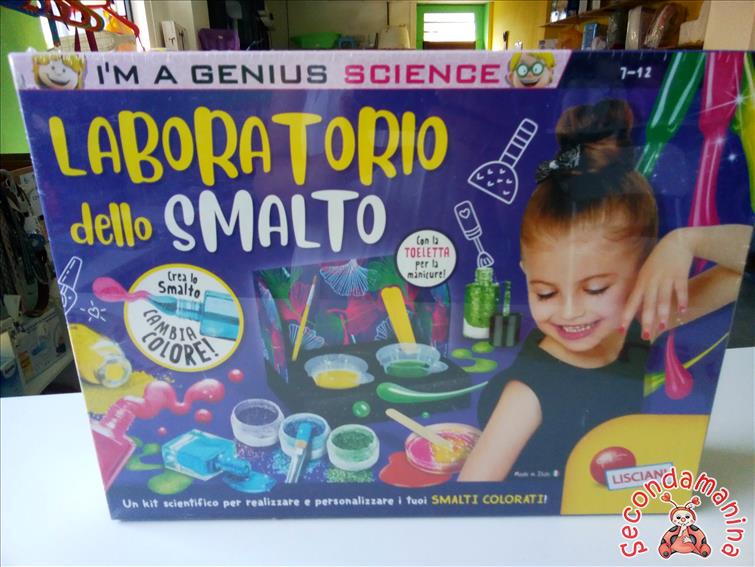 I'M A GENIUS SCIENCE
7-12
LABORATORIO
dello SMALTO
Con la
TOELETTA
per la
manicure!
Crea lo
Smalto
CAMBIA
COLORE!
Made in Italy
LISCIANI
Un kit scientifico per realizzare e personalizzare i tuoi SMALTI COLORATI!
Secondamanina